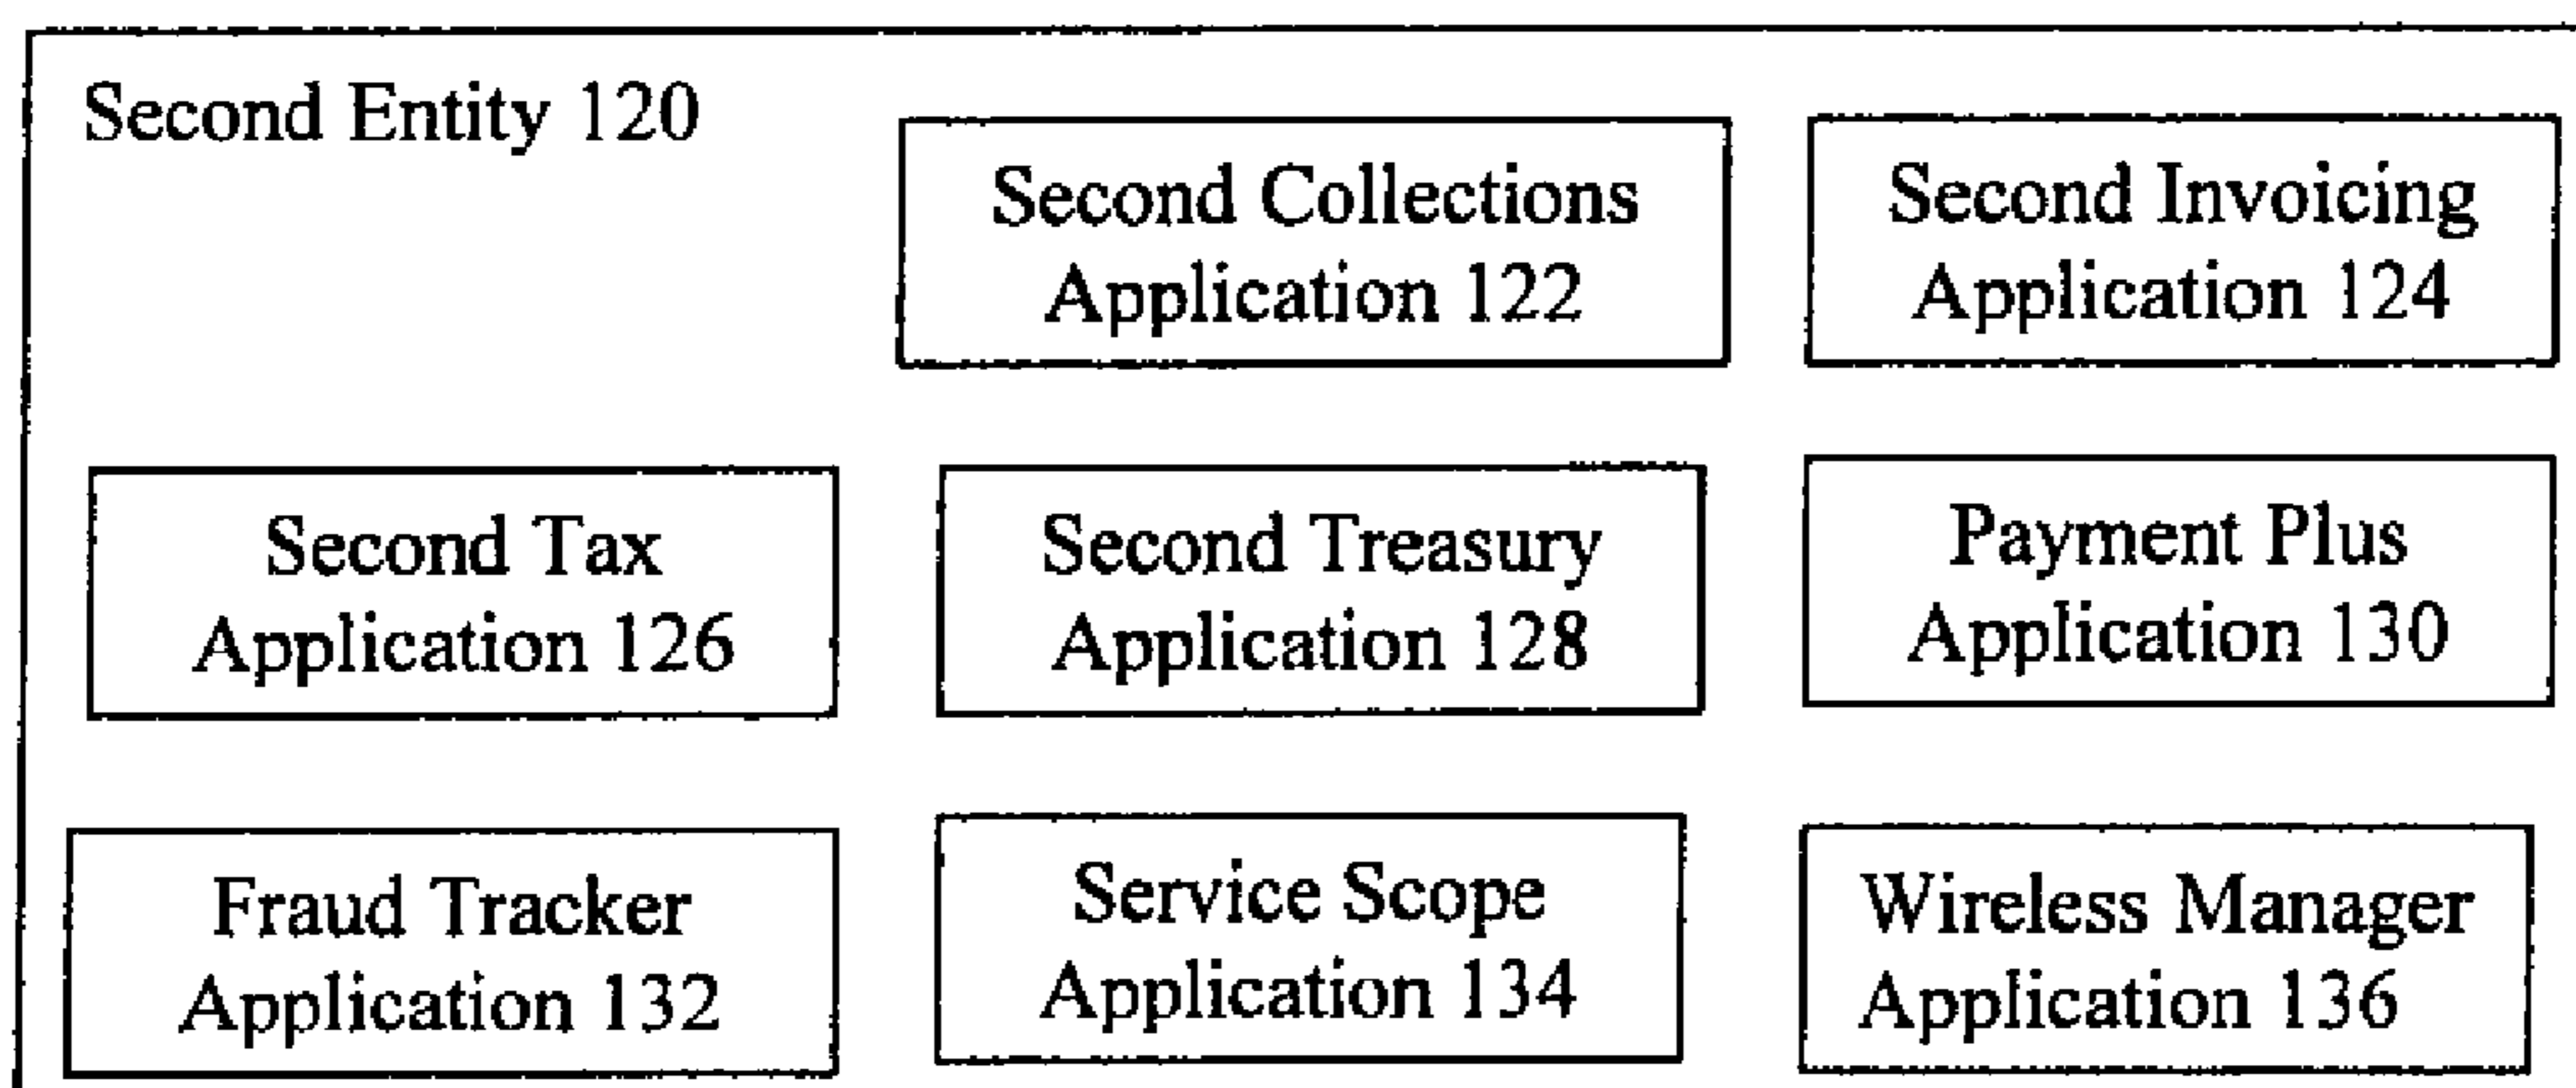 Second Entity 120
Second Collections
Application 122
Second Invoicing
Application 124
Second Tax
Application 126
Second Treasury
Application 128
Payment Plus
Application 130
Fraud Tracker
Application 132
Service Scope
Application 134
Wireless Manager
Application 136